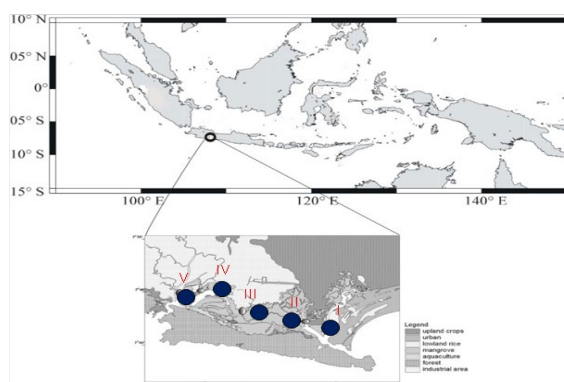 05° N
05° N
0°
05° S
10° S
15° S
100° E
120° E
140° E
V
IV
III
II
I
Legend
upland crops
urban
lowland rice
mangrove
aquaculture
forest
industrial area